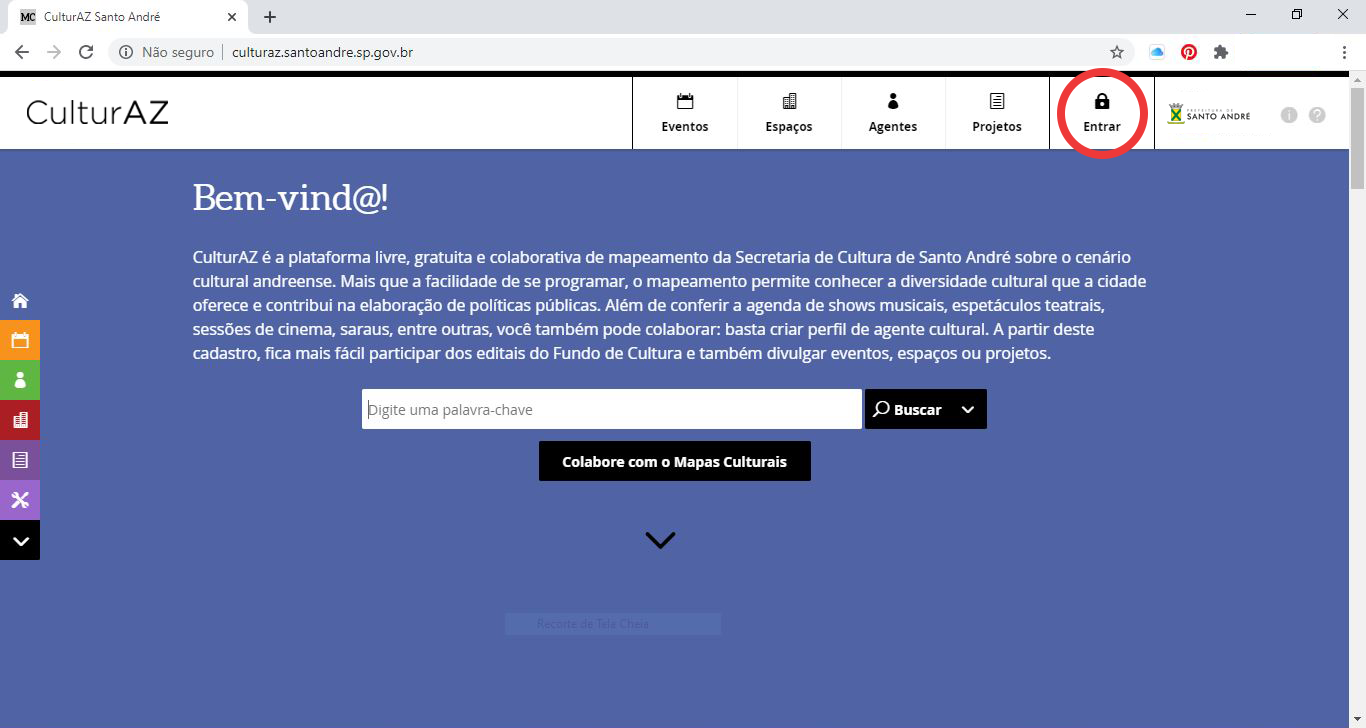 MC CulturAZ Santo André
Não seguro | culturaz.santoandre.sp.gov.br
CulturAZ
Eventos
Espaços
Agentes
Projetos
Entrar
PREFEITURA DE
SANTO ANDRÉ
i ?
Bem-vind@!
CulturAZ é a plataforma livre, gratuita e colaborativa de mapeamento da Secretaria de Cultura de Santo André sobre o cenário
cultural andreense. Mais que a facilidade de se programar, o mapeamento permite conhecer a diversidade cultural que a cidade
oferece e contribui na elaboração de políticas públicas. Além de conferir a agenda de shows musicais, espetáculos teatrais,
sessões de cinema, saraus, entre outras, você também pode colaborar: basta criar perfil de agente cultural. A partir deste
cadastro, fica mais fácil participar dos editais do Fundo de Cultura e também divulgar eventos, espaços ou projetos.
Digite uma palavra-chave
Buscar
Colabore com o Mapas Culturais
Recorte de Tela Cheia